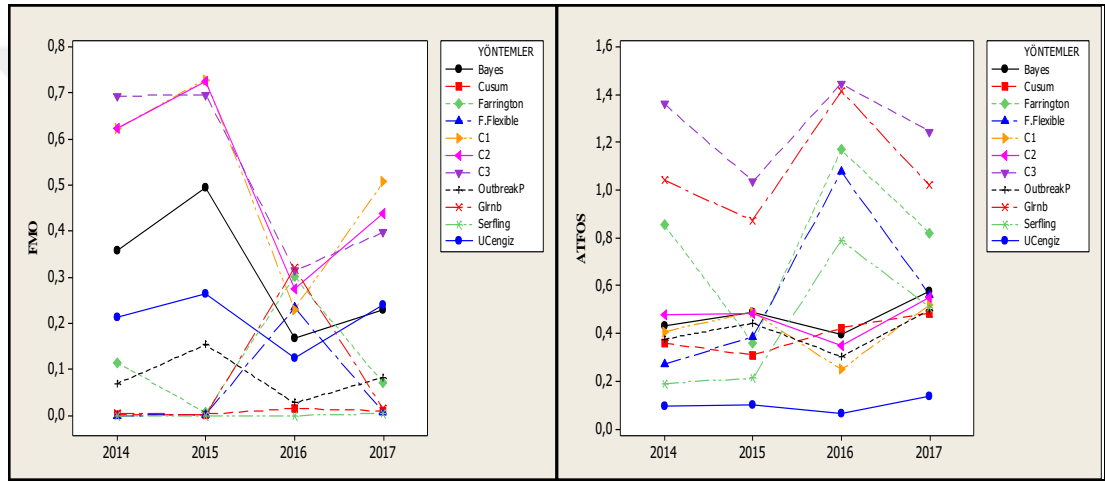 FMO
0,8
0,7
0,6
0,5
0,4
0,3
0,2
0,1
0,0
2014 2015 2016 2017
YÖNTEMLER
Bayes
Cusum
Farrington
F.Flexible
C1
C2
C3
OutbreakP
Glrnb
Serfling
UCengiz
ATFOS
1,6
1,4
1,2
1,0
0,8
0,6
0,4
0,2
0,0
2014 2015 2016 2017
YÖNTEMLER
Bayes
Cusum
Farrington
F.Flexible
C1
C2
C3
OutbreakP
Glrnb
Serfling
UCengiz